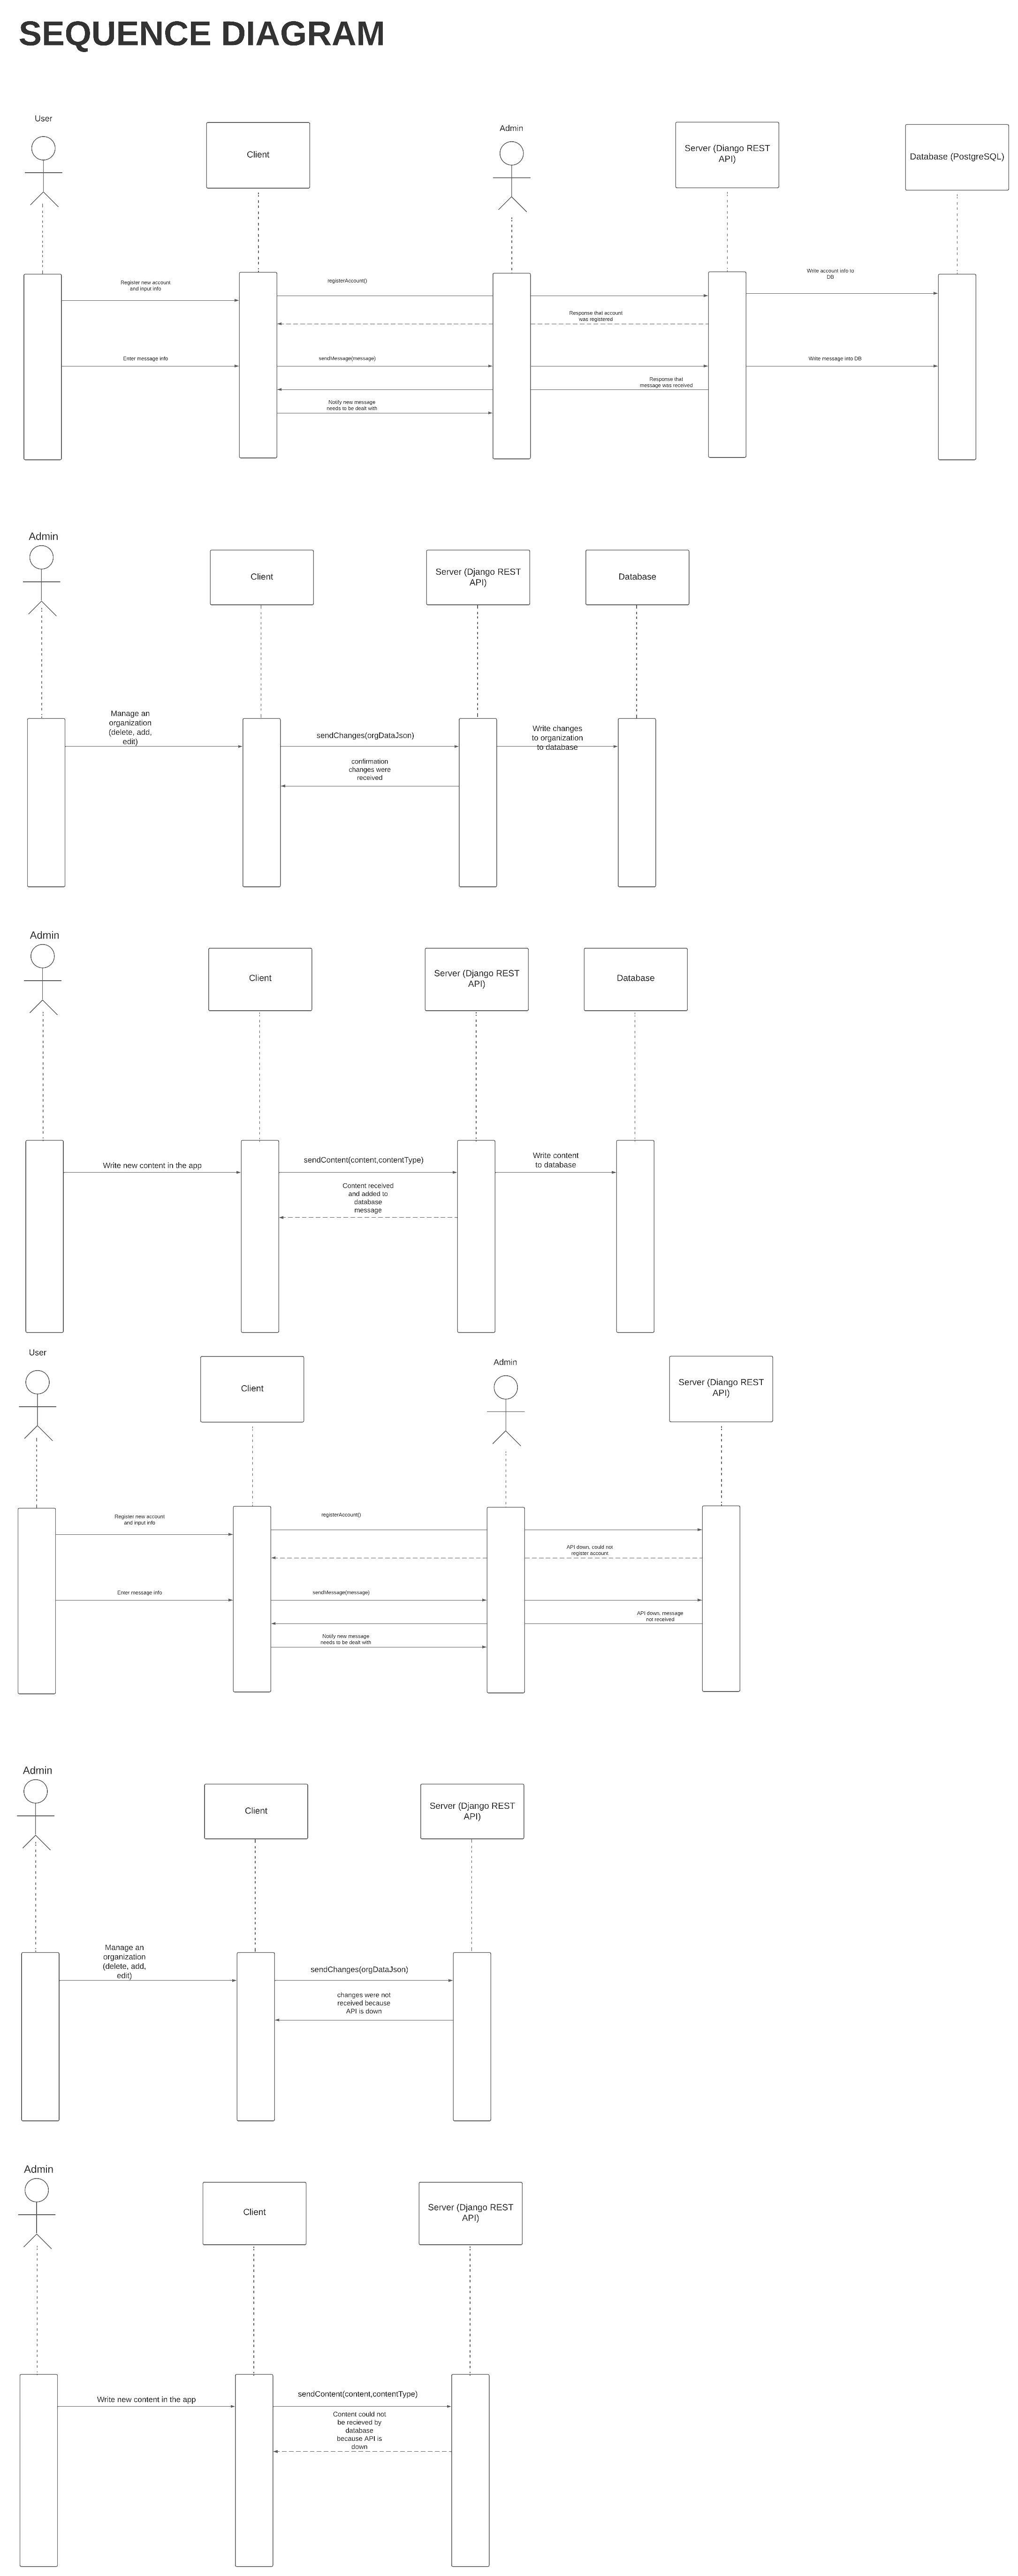 SEQUENCE DIAGRAM
User
Client
Admin
Server (Django REST
API)
Database (PostgreSQL)
Register new account
and input info
registerAccount()
Write account info to
DB
Response that account
was registered
Enter message info
sendMessage(message)
Write message into DB
Response that
message was received
Notify new message
needs to be dealt with
Admin
Client
Server (Django REST
API)
Database
Manage an
organization
(delete, add,
edit)
sendChanges(orgDataJson)
Write changes
to organization
to database
confirmation
changes were
received
Admin
Client
Server (Django REST
API)
Database
Write new content in the app
sendContent(content,contentType)
Write content
to database
Content received
and added to
database
message
User
Client
Admin
Server (Django REST
API)
Register new account
and input info
registerAccount()
API down, could not
register account
Enter message info
sendMessage(message)
API down, message
not received
Notify new message
needs to be dealt with
Admin
Client
Server (Django REST
API)
Manage an
organization
(delete, add,
edit)
sendChanges(orgDataJson)
changes were not
received because
API is down
Admin
Client
Server (Django REST
API)
Write new content in the app
sendContent(content,contentType)
Content could not
be recieved by
database
because API is
down